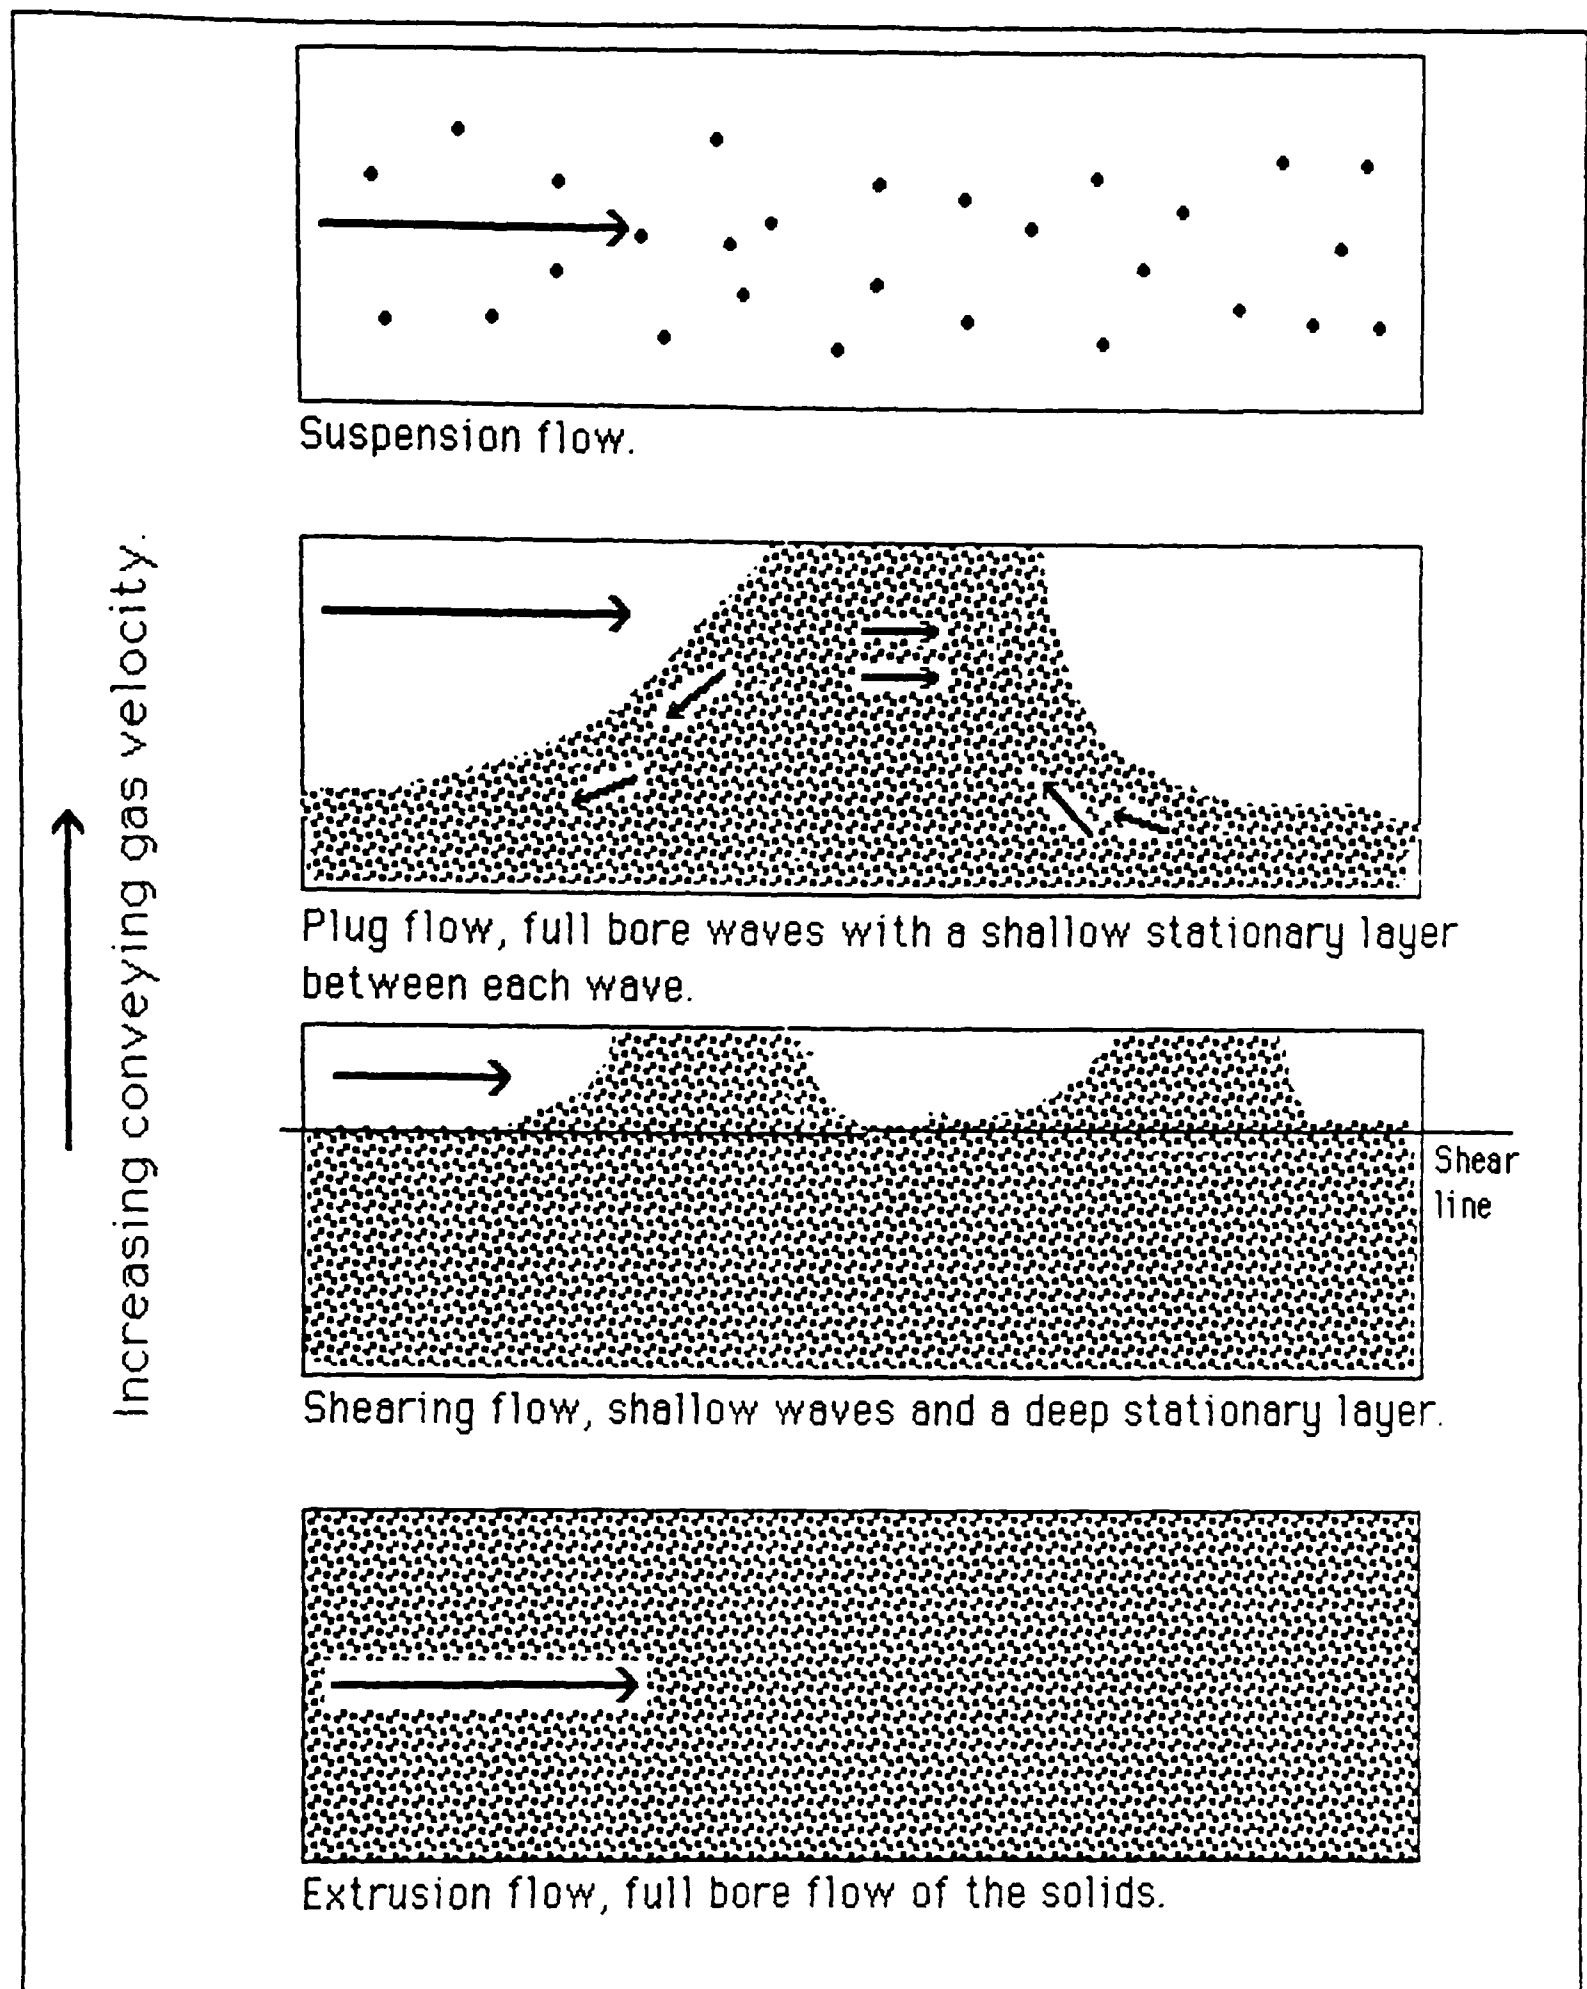 Suspension flow.
Increasing conveying gas velocity.
Plug flow, full bore waves with a shallow stationary layer
between each wave.
Shear
line
Shearing flow, shallow waves and a deep stationary layer.
Extrusion flow, full bore flow of the solids.